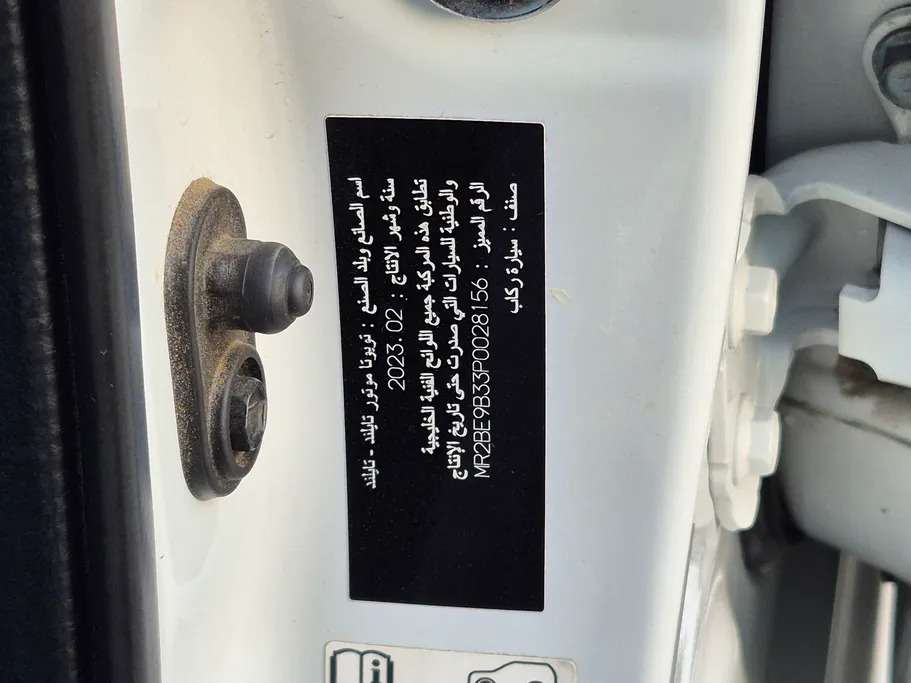 اسم الصانع وبلد الصنع : تويوتا موتور تايلند - تايلند
سنة وشهر الانتاج : 2023.02
تطابق هذه المركبة جميع اللوائح الفنية الخليجية
والوطنية للسيارات التي صدرت حتى تاريخ الإنتاج
الرقم المميز : MR2BE9B33P0028156
صنف : سيارة ركاب
i